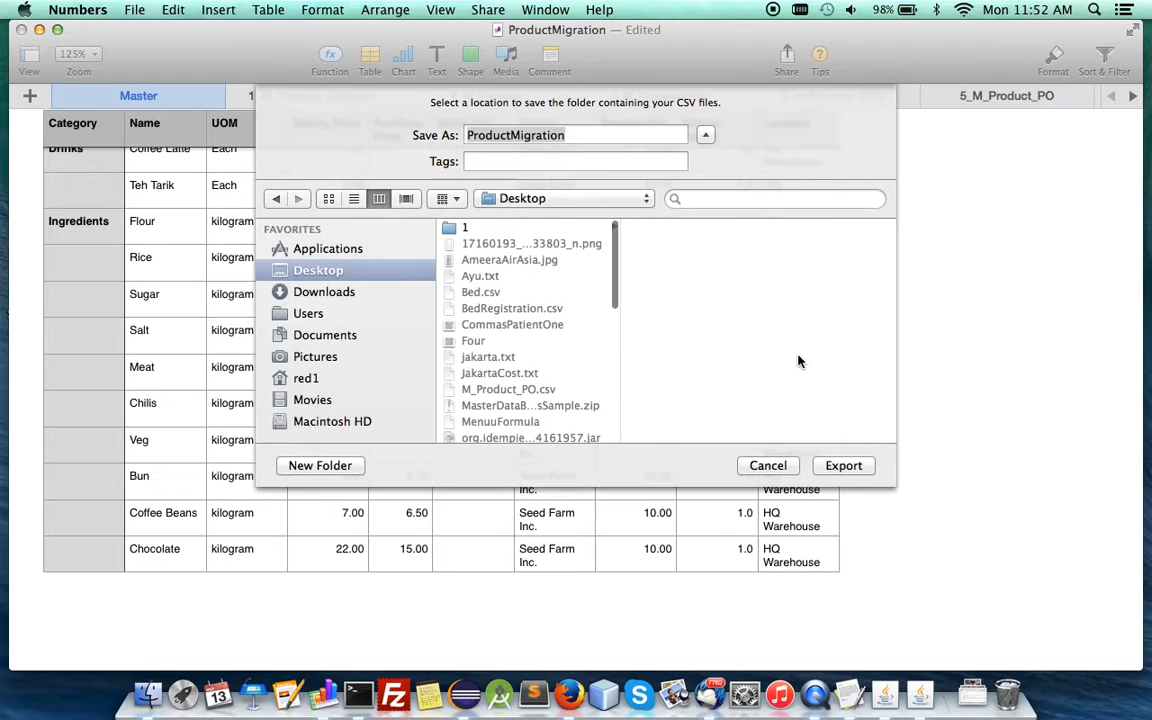 Numbers File Edit Insert Table Format Arrange View Share Window Help 98% Mon 11:52 AM
ProductMigration — Edited
125%
View Zoom Function Table Chart Text Shape Media Comment Share Tips Format Sort & Filter
Master 1 5_M_Product_PO
Select a location to save the folder containing your CSV files.
Save As: ProductMigration
Tags:
Desktop
FAVORITES
Applications
Desktop
Downloads
Users
Documents
Pictures
red1
Movies
Macintosh HD
1
17160193_...33803_n.png
AmeeraAirAsia.jpg
Ayu.txt
Bed.csv
BedRegistration.csv
CommasPatientOne
Four
jakarta.txt
JakartaCost.txt
M_Product_PO.csv
MasterDataB...sSample.zip
MenuuFormula
org.idempie...4161957.jar
New Folder Cancel Export
Category Name UOM
Drinks Coffee Latte Each
Teh Tarik Each
Ingredients Flour kilogram
Rice kilogram
Sugar kilogram
Salt kilogram
Meat kilogram
Chilis kilogram
Veg kilogram
Bun kilogram Inc. Warehouse
Coffee Beans kilogram 7.00 6.50 Seed Farm Inc. 10.00 1.0 HQ Warehouse
Chocolate kilogram 22.00 15.00 Seed Farm Inc. 10.00 1.0 HQ Warehouse
13
7762